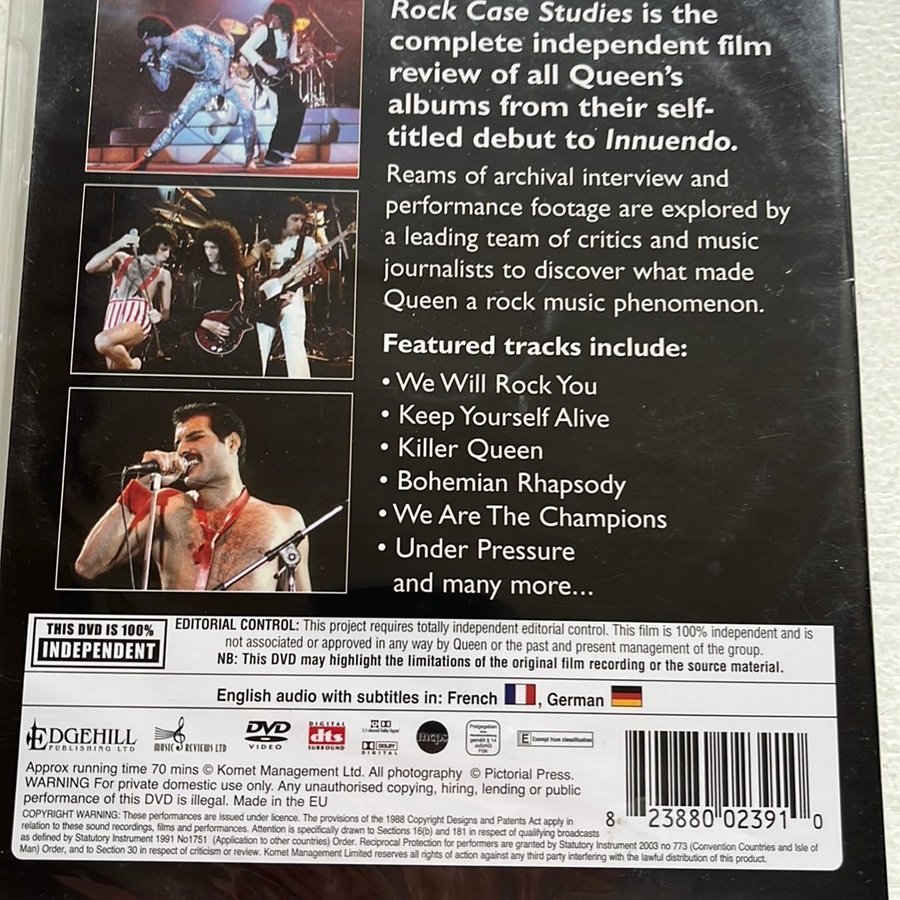 Rock Case Studies is the
complete independent film
review of all Queen's
albums from their self-
titled debut to Innuendo.
Reams of archival interview and
performance footage are explored by
a leading team of critics and music
journalists to discover what made
Queen a rock music phenomenon.
Featured tracks include:
• We Will Rock You
• Keep Yourself Alive
• Killer Queen
• Bohemian Rhapsody
• We Are The Champions
• Under Pressure
and many more...
THIS DVD IS 100%
INDEPENDENT
EDITORIAL CONTROL: This project requires totally independent editorial control. This film is 100% independent and is
not associated or approved in any way by Queen or the past and present management of the group.
NB: This DVD may highlight the limitations of the original film recording or the source material.
English audio with subtitles in: French , German
EDGEHILL
PUBLISHING LTD
MUSIC REVIEWS LTD
DVD
VIDEO
DIGITAL
dts
SURROUND
5.1-channel Dolby Digital
DOLBY
DIGITAL
mcps
Freigegeben
gemäß § 14
JuSchG
FSK
E Exempt from classification
Approx running time 70 mins © Komet Management Ltd. All photography © Pictorial Press.
WARNING For private domestic use only. Any unauthorised copying, hiring, lending or public
performance of this DVD is illegal. Made in the EU
COPYRIGHT WARNING: These performances are issued under licence. The provisions of the 1988 Copyright Designs and Patents Act apply in
relation to these sound recordings, films and performances. Attention is specifically drawn to Sections 16(b) and 181 in respect of qualifying broadcasts
as defined by Statutory Instrument 1991 No1751 (Application to other countries) Order. Reciprocal Protection for performers are granted by Statutory Instrument 2003 no 773 (Convention Countries and Isle of
Man) Order, and to Section 30 in respect of criticism or review. Komet Management Limited reserves all rights of action against any third party interfering with the lawful distribution of this product.
8 23880 02391 0